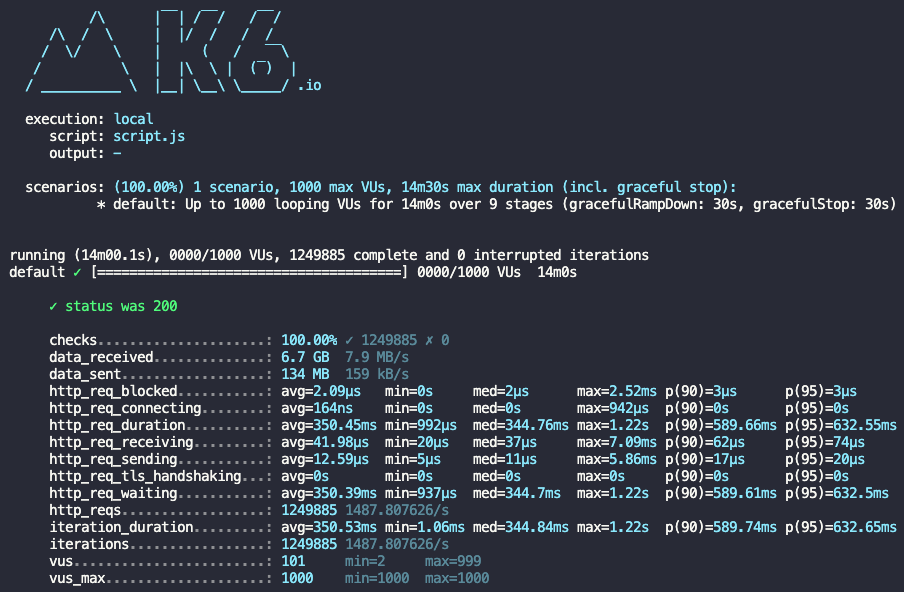 K6
.io
execution: local
script: script.js
output: -
scenarios: (100.00%) 1 scenario, 1000 max VUs, 14m30s max duration (incl. graceful stop):
* default: Up to 1000 looping VUs for 14m0s over 9 stages (gracefulRampDown: 30s, gracefulStop: 30s)
running (14m00.1s), 0000/1000 VUs, 1249885 complete and 0 interrupted iterations
default ✓ [======================================] 0000/1000 VUs  14m0s
✓ status was 200
checks.....................: 100.00% ✓ 1249885 ✗ 0
data_received..............: 6.7 GB  7.9 MB/s
data_sent..................: 134 MB  159 kB/s
http_req_blocked...........: avg=2.09µs   min=0s     med=2µs      max=2.52ms p(90)=3µs      p(95)=3µs
http_req_connecting........: avg=164ns    min=0s     med=0s       max=942µs  p(90)=0s       p(95)=0s
http_req_duration..........: avg=350.45ms min=992µs  med=344.76ms max=1.22s  p(90)=589.66ms p(95)=632.55ms
http_req_receiving.........: avg=41.98µs  min=20µs   med=37µs     max=7.09ms p(90)=62µs     p(95)=74µs
http_req_sending...........: avg=12.59µs  min=5µs    med=11µs     max=5.86ms p(90)=17µs     p(95)=20µs
http_req_tls_handshaking...: avg=0s       min=0s     med=0s       max=0s     p(90)=0s       p(95)=0s
http_req_waiting...........: avg=350.39ms min=937µs  med=344.7ms  max=1.22s  p(90)=589.61ms p(95)=632.5ms
http_reqs..................: 1249885 1487.807626/s
iteration_duration.........: avg=350.53ms min=1.06ms med=344.84ms max=1.22s  p(90)=589.74ms p(95)=632.65ms
iterations.................: 1249885 1487.807626/s
vus........................: 101     min=2     max=999
vus_max....................: 1000    min=1000  max=1000